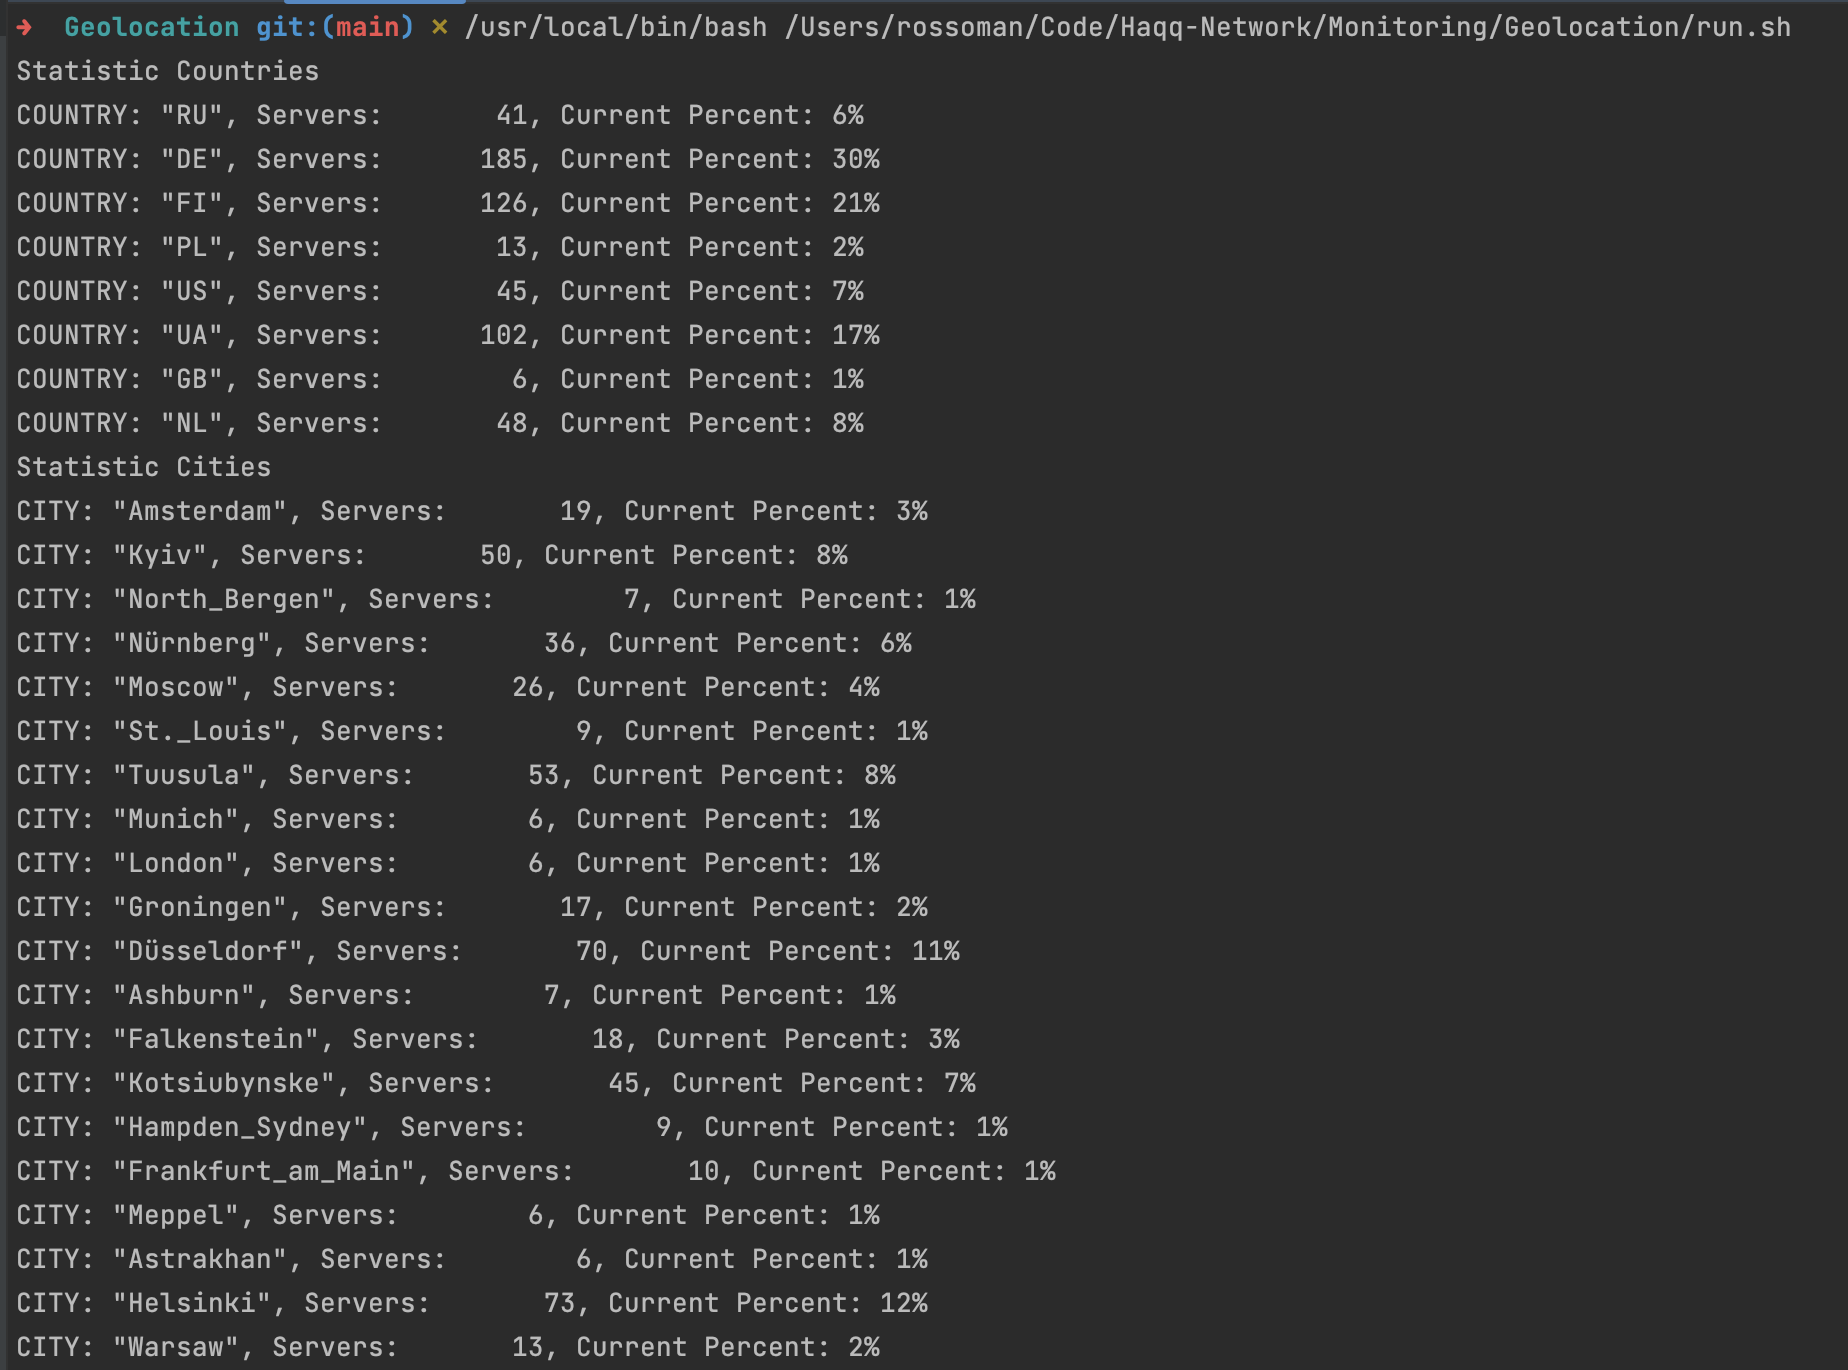 ➜ Geolocation git:(main) ✗ /usr/local/bin/bash /Users/rossoman/Code/Haqq-Network/Monitoring/Geolocation/run.sh
Statistic Countries
COUNTRY: "RU", Servers:       41, Current Percent: 6%
COUNTRY: "DE", Servers:      185, Current Percent: 30%
COUNTRY: "FI", Servers:      126, Current Percent: 21%
COUNTRY: "PL", Servers:       13, Current Percent: 2%
COUNTRY: "US", Servers:       45, Current Percent: 7%
COUNTRY: "UA", Servers:      102, Current Percent: 17%
COUNTRY: "GB", Servers:        6, Current Percent: 1%
COUNTRY: "NL", Servers:       48, Current Percent: 8%
Statistic Cities
CITY: "Amsterdam", Servers:       19, Current Percent: 3%
CITY: "Kyiv", Servers:       50, Current Percent: 8%
CITY: "North_Bergen", Servers:        7, Current Percent: 1%
CITY: "Nürnberg", Servers:       36, Current Percent: 6%
CITY: "Moscow", Servers:       26, Current Percent: 4%
CITY: "St._Louis", Servers:        9, Current Percent: 1%
CITY: "Tuusula", Servers:       53, Current Percent: 8%
CITY: "Munich", Servers:        6, Current Percent: 1%
CITY: "London", Servers:        6, Current Percent: 1%
CITY: "Groningen", Servers:       17, Current Percent: 2%
CITY: "Düsseldorf", Servers:       70, Current Percent: 11%
CITY: "Ashburn", Servers:        7, Current Percent: 1%
CITY: "Falkenstein", Servers:       18, Current Percent: 3%
CITY: "Kotsiubynske", Servers:       45, Current Percent: 7%
CITY: "Hampden_Sydney", Servers:        9, Current Percent: 1%
CITY: "Frankfurt_am_Main", Servers:       10, Current Percent: 1%
CITY: "Meppel", Servers:        6, Current Percent: 1%
CITY: "Astrakhan", Servers:        6, Current Percent: 1%
CITY: "Helsinki", Servers:       73, Current Percent: 12%
CITY: "Warsaw", Servers:       13, Current Percent: 2%